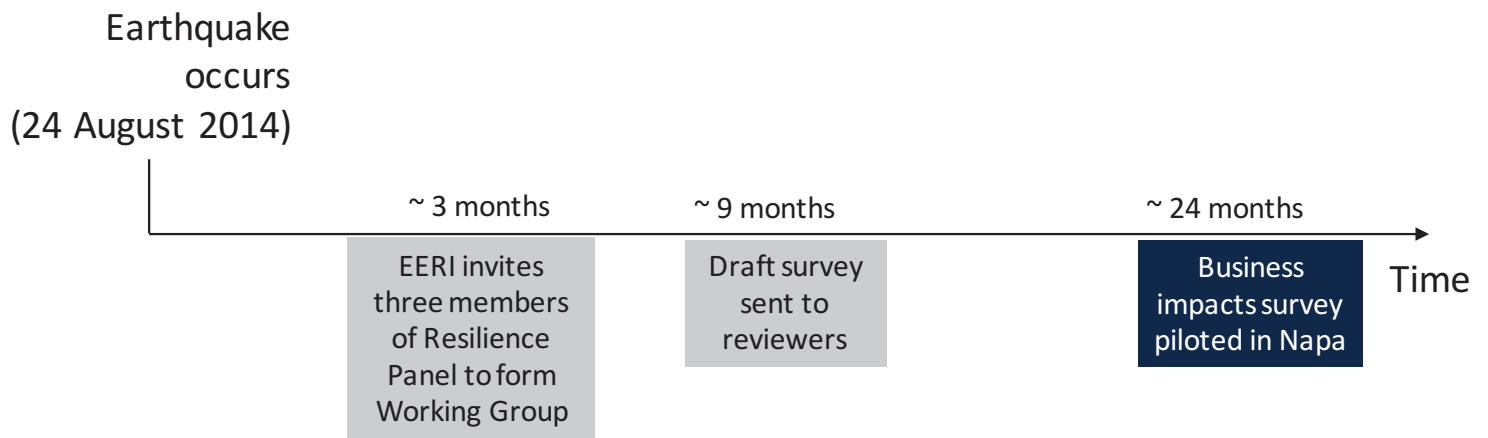 Earthquake
occurs
(24 August 2014)
~ 3 months
~ 9 months
~ 24 months
EERI invites
three members
of Resilience
Panel to form
Working Group
Draft survey
sent to
reviewers
Business
impacts survey
piloted in Napa
Time